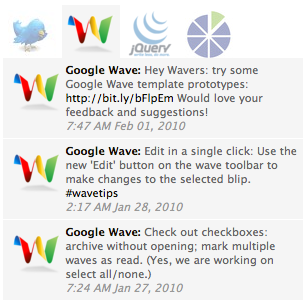 jQuery
Google Wave: Hey Wavers: try some
Google Wave template prototypes:
http://bit.ly/bFlpEm Would love your
feedback and suggestions!
7:47 AM Feb 01, 2010
Google Wave: Edit in a single click: Use the
new 'Edit' button on the wave toolbar to
make changes to the selected blip.
#wavetips
2:17 AM Jan 28, 2010
Google Wave: Check out checkboxes:
archive without opening; mark multiple
waves as read. (Yes, we are working on
select all/none.)
7:24 AM Jan 27, 2010